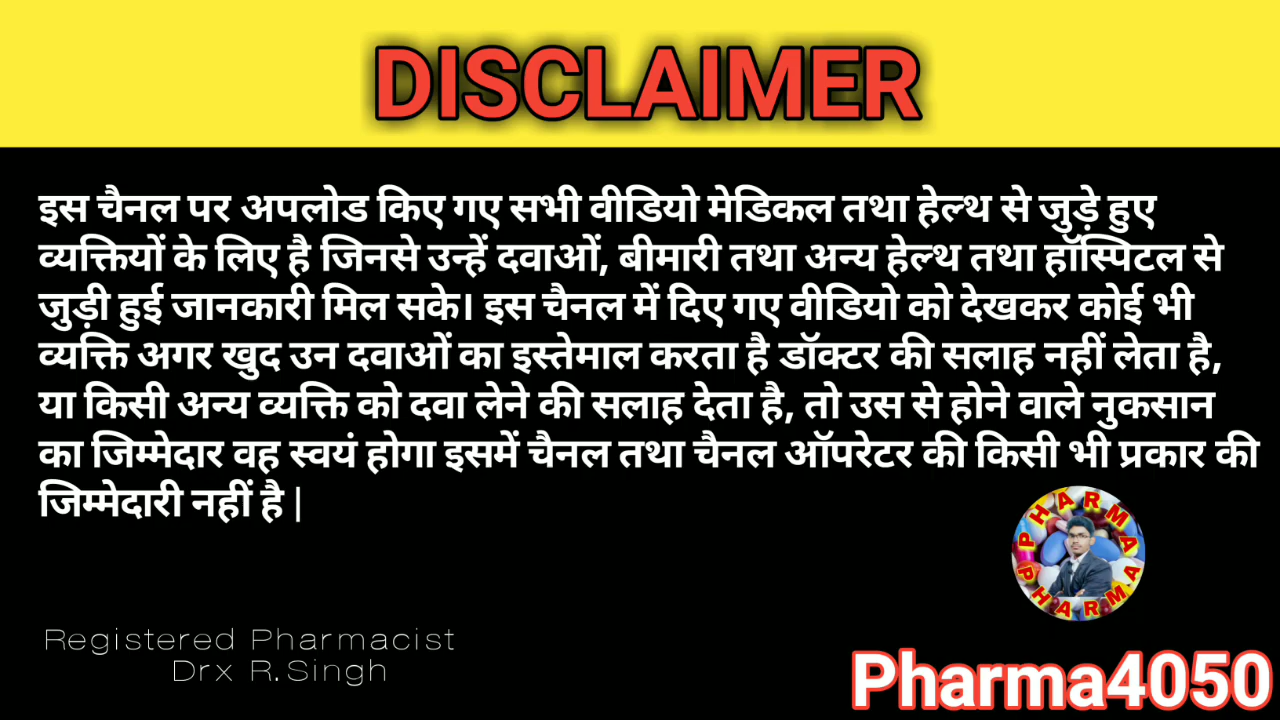 DISCLAIMER
इस चैनल पर अपलोड किए गए सभी वीडियो मेडिकल तथा हेल्थ से जुड़े हुए
व्यक्तियों के लिए है जिनसे उन्हें दवाओं, बीमारी तथा अन्य हेल्थ तथा हॉस्पिटल से
जुड़ी हुई जानकारी मिल सके। इस चैनल में दिए गए वीडियो को देखकर कोई भी
व्यक्ति अगर खुद उन दवाओं का इस्तेमाल करता है डॉक्टर की सलाह नहीं लेता है,
या किसी अन्य व्यक्ति को दवा लेने की सलाह देता है, तो उस से होने वाले नुकसान
का जिम्मेदार वह स्वयं होगा इसमें चैनल तथा चैनल ऑपरेटर की किसी भी प्रकार की
जिम्मेदारी नहीं है |
PHARMA
PHARMA
Registered Pharmacist
Drx R.Singh
Pharma4050